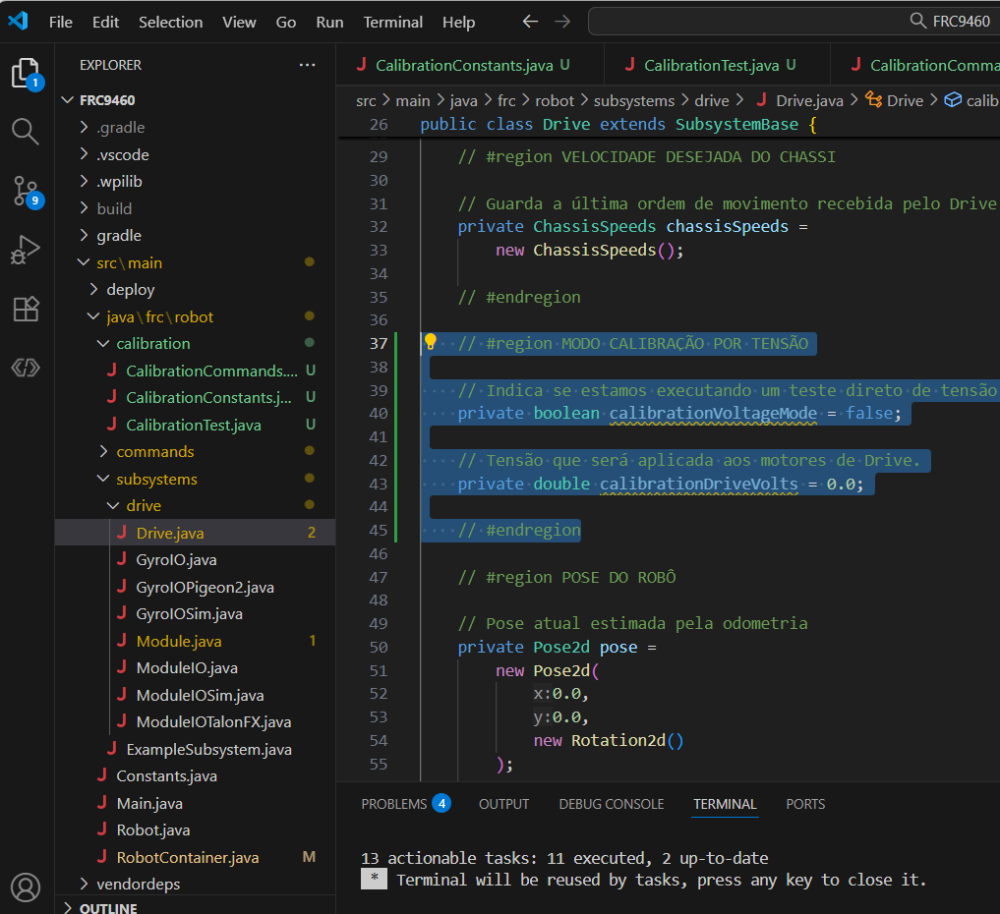 File Edit Selection View Go Run Terminal Help ← → FRC9460
EXPLORER ...
FRC9460
.gradle
.vscode
.wpilib
build
gradle
src\main
deploy
java\frc\robot
calibration
CalibrationCommands.... U
CalibrationConstants.j... U
CalibrationTest.java U
commands
subsystems
drive
Drive.java 2
GyroIO.java
GyroIOPigeon2.java
GyroIOSim.java
Module.java 1
ModuleIO.java
ModuleIOSim.java
ModuleIOTalonFX.java
ExampleSubsystem.java
Constants.java
Main.java
Robot.java
RobotContainer.java M
vendordeps
OUTLINE
1
9
CalibrationConstants.java U CalibrationTest.java U CalibrationComma
src > main > java > frc > robot > subsystems > drive > Drive.java > Drive > calib
26 public class Drive extends SubsystemBase {
29 // #region VELOCIDADE DESEJADA DO CHASSI
30
31 // Guarda a última ordem de movimento recebida pelo Drive
32 private ChassisSpeeds chassisSpeeds =
33 new ChassisSpeeds();
34
35 // #endregion
36
37 // #region MODO CALIBRAÇÃO POR TENSÃO
38
39 // Indica se estamos executando um teste direto de tensão
40 private boolean calibrationVoltageMode = false;
41
42 // Tensão que será aplicada aos motores de Drive.
43 private double calibrationDriveVolts = 0.0;
44
45 // #endregion
46
47 // #region POSE DO ROBÔ
48
49 // Pose atual estimada pela odometria
50 private Pose2d pose =
51 new Pose2d(
52 x:0.0,
53 y:0.0,
54 new Rotation2d()
55 );
PROBLEMS 4 OUTPUT DEBUG CONSOLE TERMINAL PORTS
13 actionable tasks: 11 executed, 2 up-to-date
* Terminal will be reused by tasks, press any key to close it.